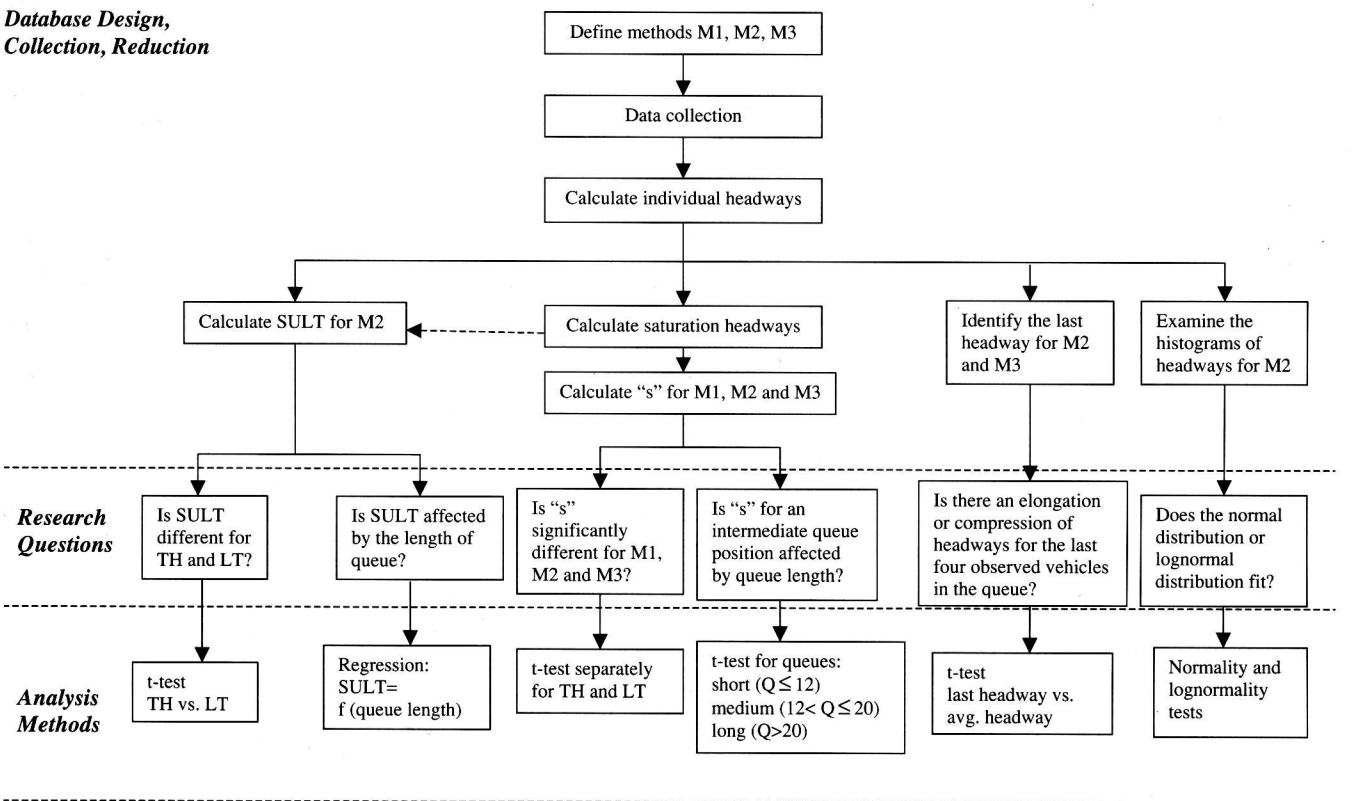 Database Design,
Collection, Reduction
Define methods M1, M2, M3
Data collection
Calculate individual headways
Calculate SULT for M2
Calculate saturation headways
Calculate “s” for M1, M2 and M3
Identify the last
headway for M2
and M3
Examine the
histograms of
headways for M2
Research
Questions
Is SULT
different for
TH and LT?
Is SULT affected
by the length of
queue?
Is “s”
significantly
different for M1,
M2 and M3?
Is “s” for an
intermediate queue
position affected
by queue length?
Is there an elongation
or compression of
headways for the last
four observed vehicles
in the queue?
Does the normal
distribution or
lognormal
distribution fit?
Analysis
Methods
t-test
TH vs. LT
Regression:
SULT=
f (queue length)
t-test separately
for TH and LT
t-test for queues:
short (Q≤12)
medium (12< Q≤20)
long (Q>20)
t-test
last headway vs.
avg. headway
Normality and
lognormality
tests